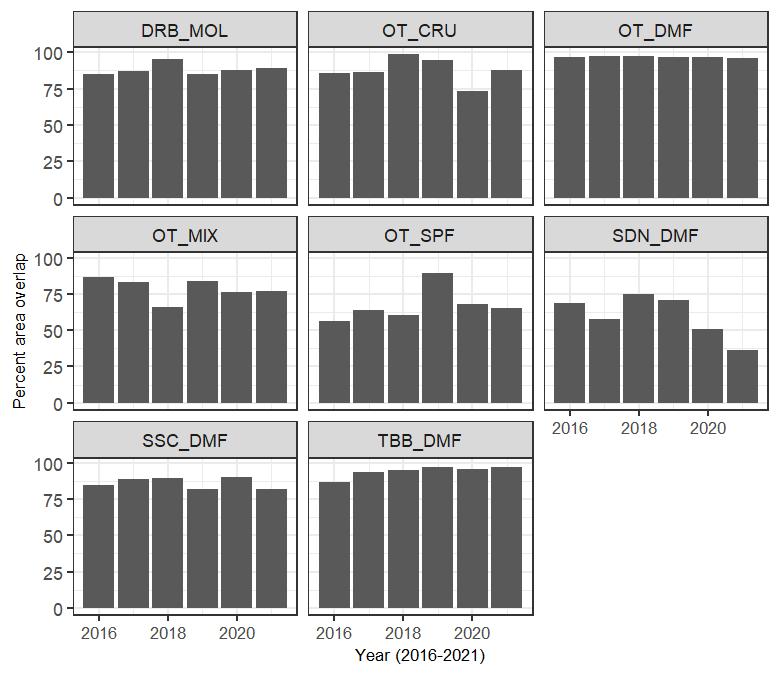 DRB_MOL OT_CRU OT_DMF
100
75
50
25
0
OT_MIX OT_SPF SDN_DMF
100
75
50
25
0
Percent area overlap
2016 2018 2020
SSC_DMF TBB_DMF
100
75
50
25
0
2016 2018 2020 2016 2018 2020
Year (2016-2021)